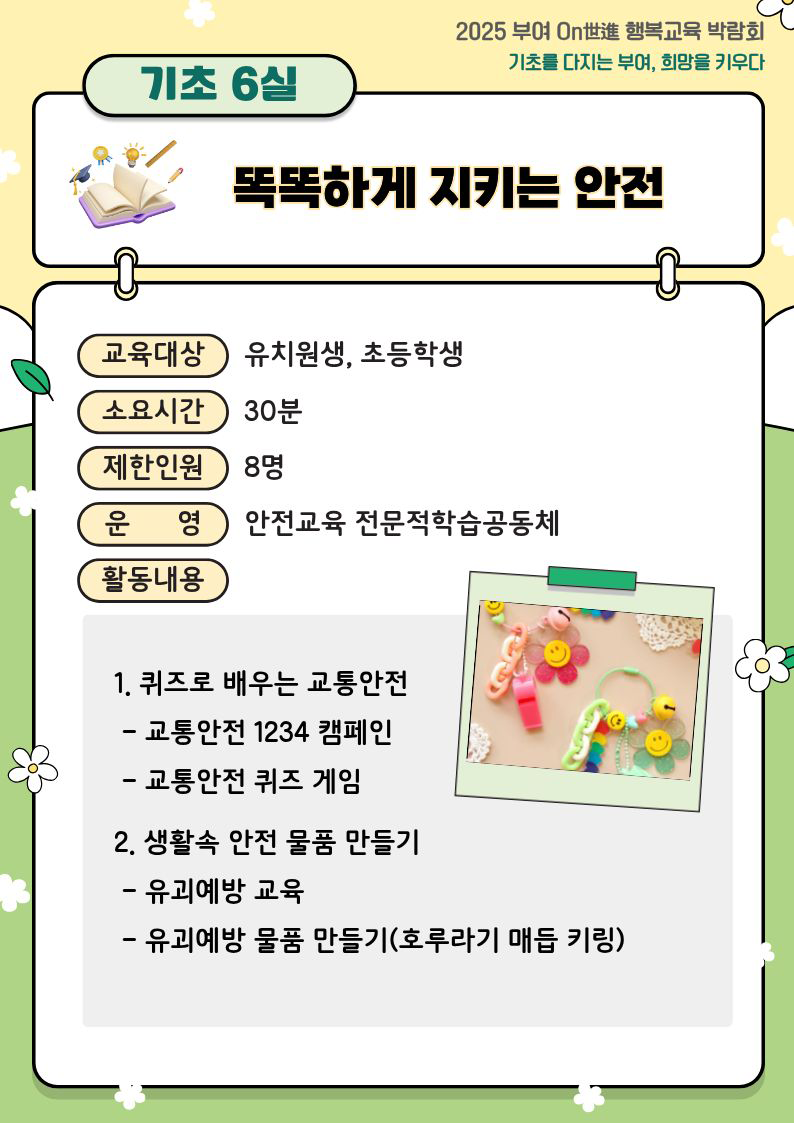 2025 부여 On世進 행복교육 박람회
기초를 다지는 부여, 희망을 키우다
기초 6실
똑똑하게 지키는 안전
교육대상 유치원생, 초등학생
소요시간 30분
제한인원 8명
운 영 안전교육 전문적학습공동체
활동내용
1. 퀴즈로 배우는 교통안전
- 교통안전 1234 캠페인
- 교통안전 퀴즈 게임
2. 생활속 안전 물품 만들기
- 유괴예방 교육
- 유괴예방 물품 만들기(호루라기 매듭 키링)